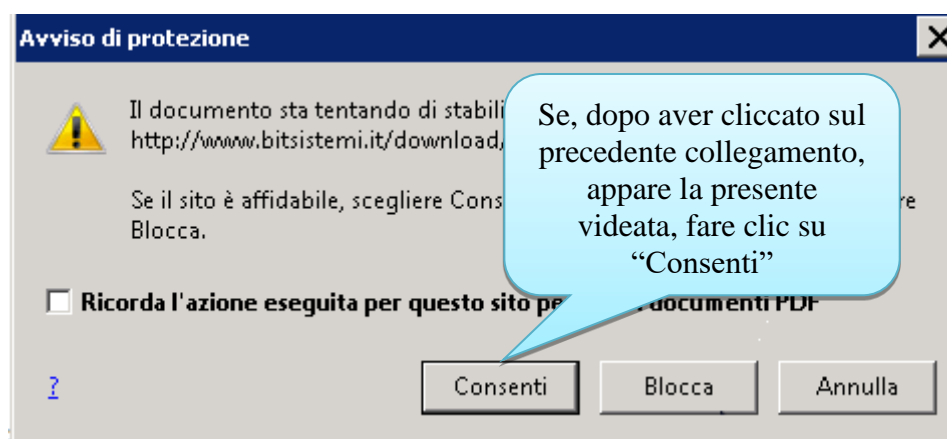 Avviso di protezione
Il documento sta tentando di stabili
http://www.bitsistemi.it/download/
Se il sito è affidabile, scegliere Cons re
Blocca.
Se, dopo aver cliccato sul
precedente collegamento,
appare la presente
videata, fare clic su
“Consenti”
Ricorda l'azione eseguita per questo sito pe documenti PDF
?
Consenti
Blocca
Annulla